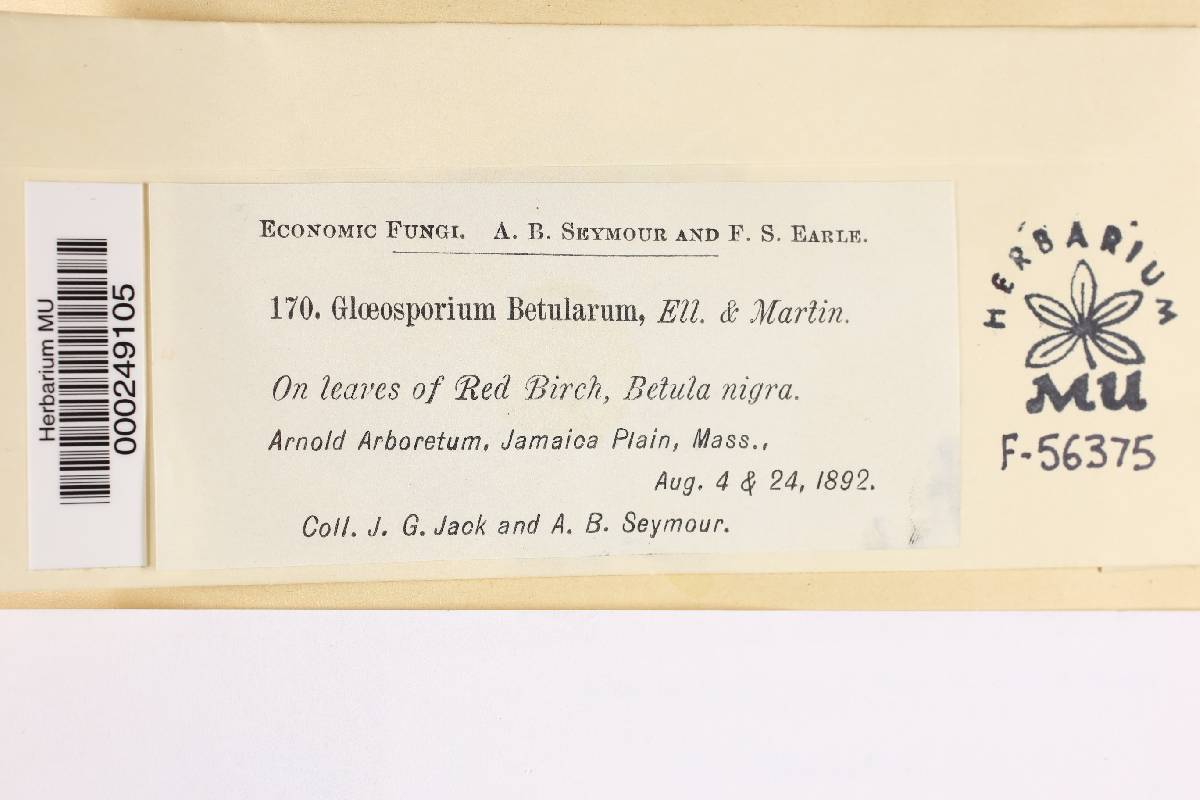 Herbarium MU
000249105
ECONOMIC FUNGI. A. B. SEYMOUR AND F. S. EARLE.
170. Glœosporium Betularum, Ell. & Martin.
On leaves of Red Birch, Betula nigra.
Arnold Arboretum, Jamaica Plain, Mass.,
Aug. 4 & 24, 1892.
Coll. J. G. Jack and A. B. Seymour.
HERBARIUM
MU
F-56375